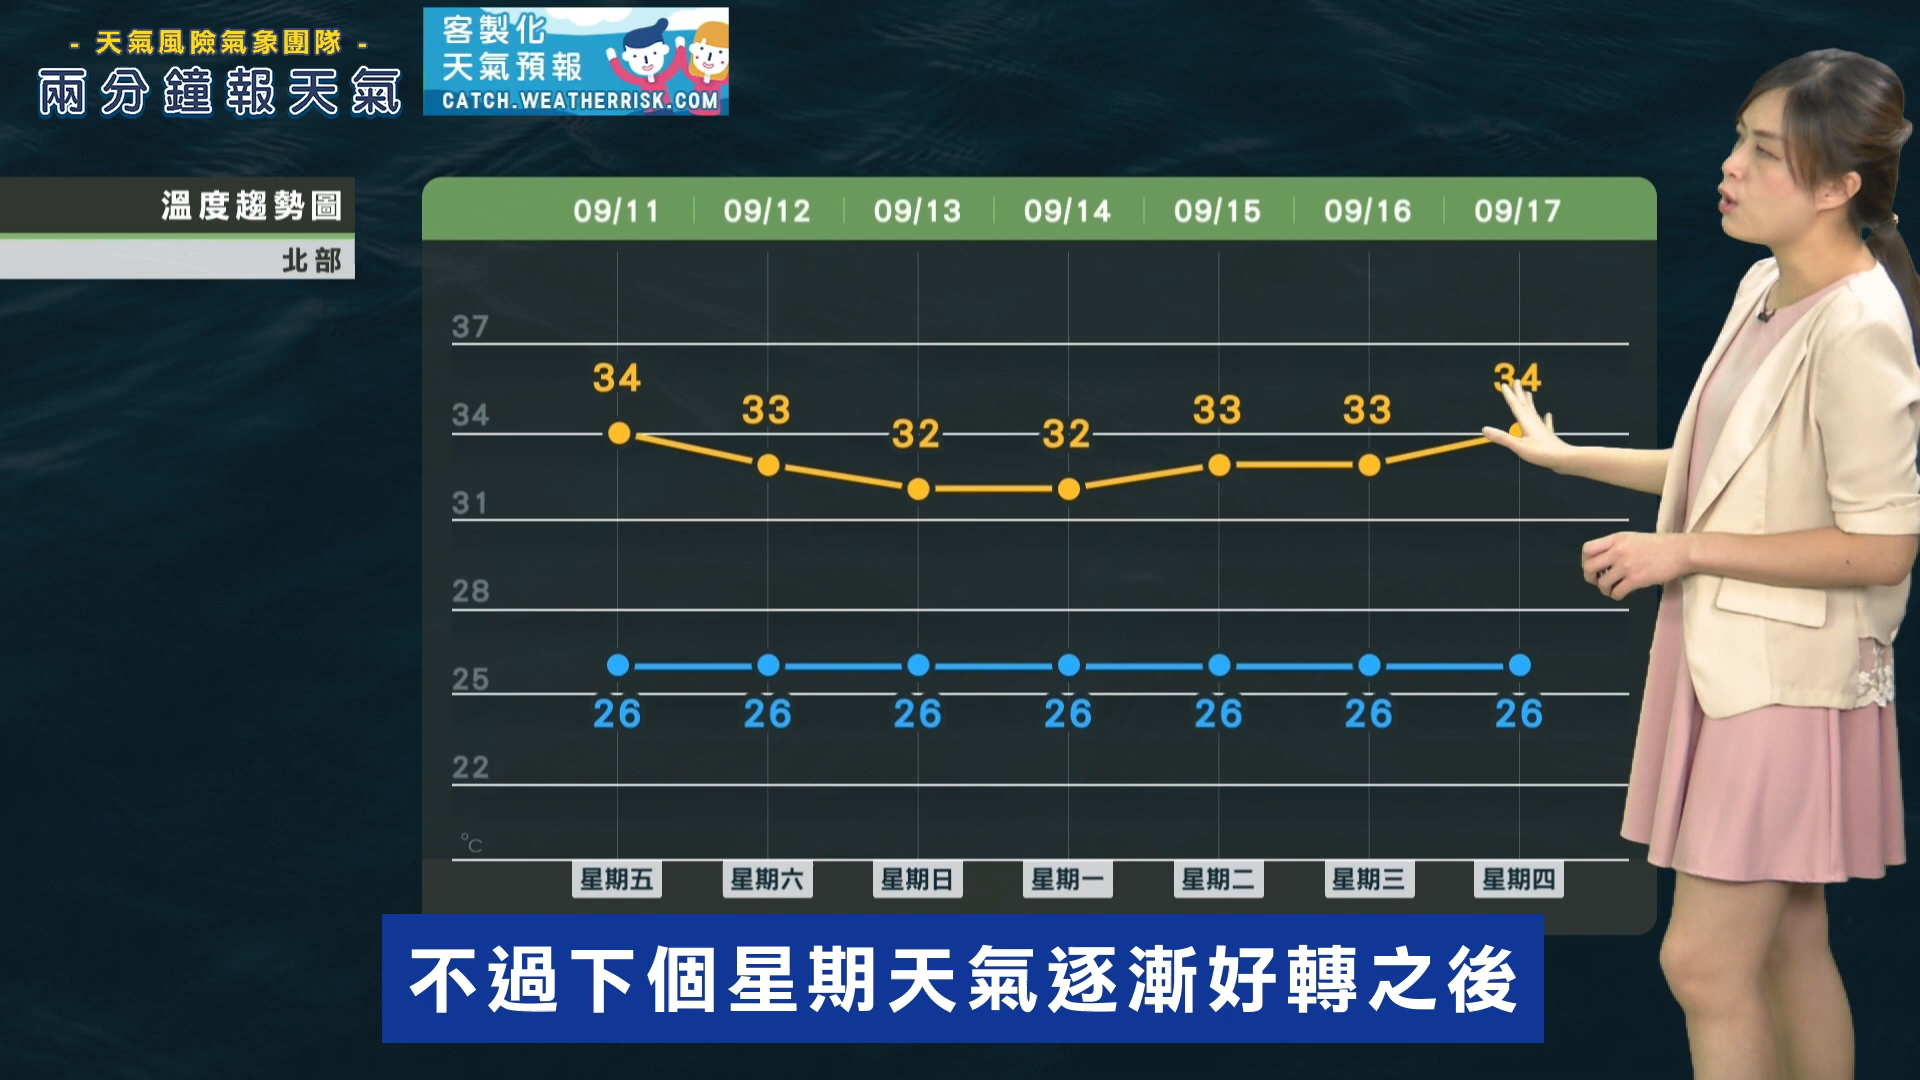 - 天氣風險氣象團隊 -
兩分鐘報天氣
客製化
天氣預報
CATCH.WEATHERRISK.COM
溫度趨勢圖
北部
09/11 09/12 09/13 09/14 09/15 09/16 09/17
37
34 33 32 32 33 33 34
34
31
28
25
26 26 26 26 26 26 26
22
°C
星期五 星期六 星期日 星期一 星期二 星期三 星期四
不過下個星期天氣逐漸好轉之後